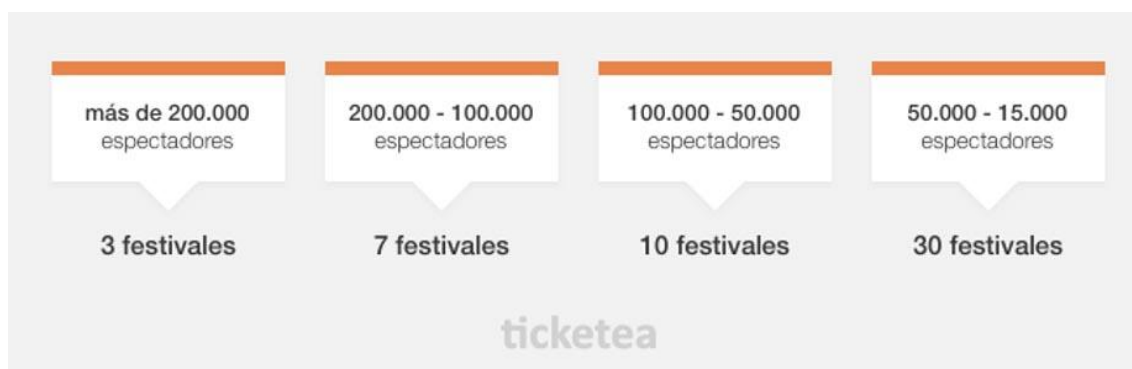 más de 200.000
espectadores
3 festivales
200.000 - 100.000
espectadores
7 festivales
100.000 - 50.000
espectadores
10 festivales
50.000 - 15.000
espectadores
30 festivales
ticketea